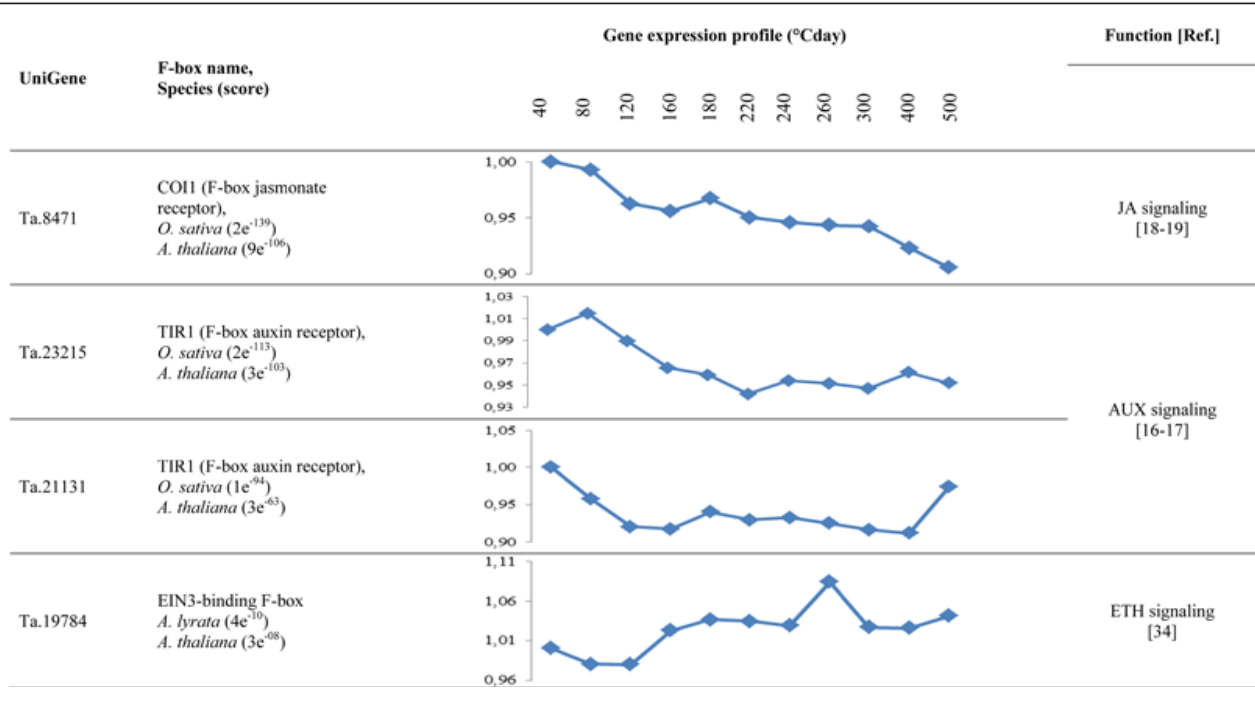 Gene expression profile (°Cday)
Function [Ref.]
UniGene
F-box name,
Species (score)
40 80 120 160 180 220 240 260 300 400 500
Ta.8471
COI1 (F-box jasmonate
receptor),
O. sativa (2e-139)
A. thaliana (9e-106)
1,00
0,95
0,90
JA signaling
[18-19]
Ta.23215
TIR1 (F-box auxin receptor),
O. sativa (2e-113)
A. thaliana (3e-103)
1,03
1,01
0,99
0,97
0,95
0,93
AUX signaling
[16-17]
Ta.21131
TIR1 (F-box auxin receptor),
O. sativa (1e-94)
A. thaliana (3e-63)
1,05
1,00
0,95
0,90
Ta.19784
EIN3-binding F-box
A. lyrata (4e-10)
A. thaliana (3e-08)
1,11
1,06
1,01
0,96
ETH signaling
[34]